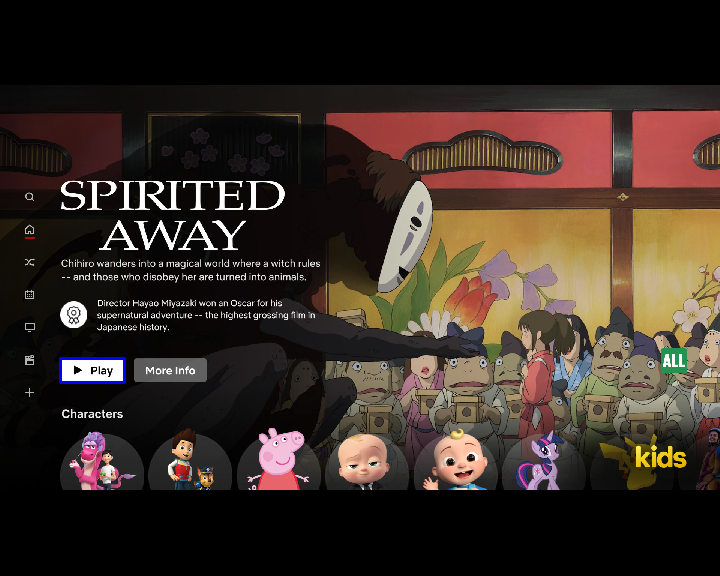 SPIRITED
AWAY
Chihiro wanders into a magical world where a witch rules
-- and those who disobey her are turned into animals.
Director Hayao Miyazaki won an Oscar for his
supernatural adventure -- the highest grossing film in
Japanese history.
Play
More Info
ALL
Characters
kids